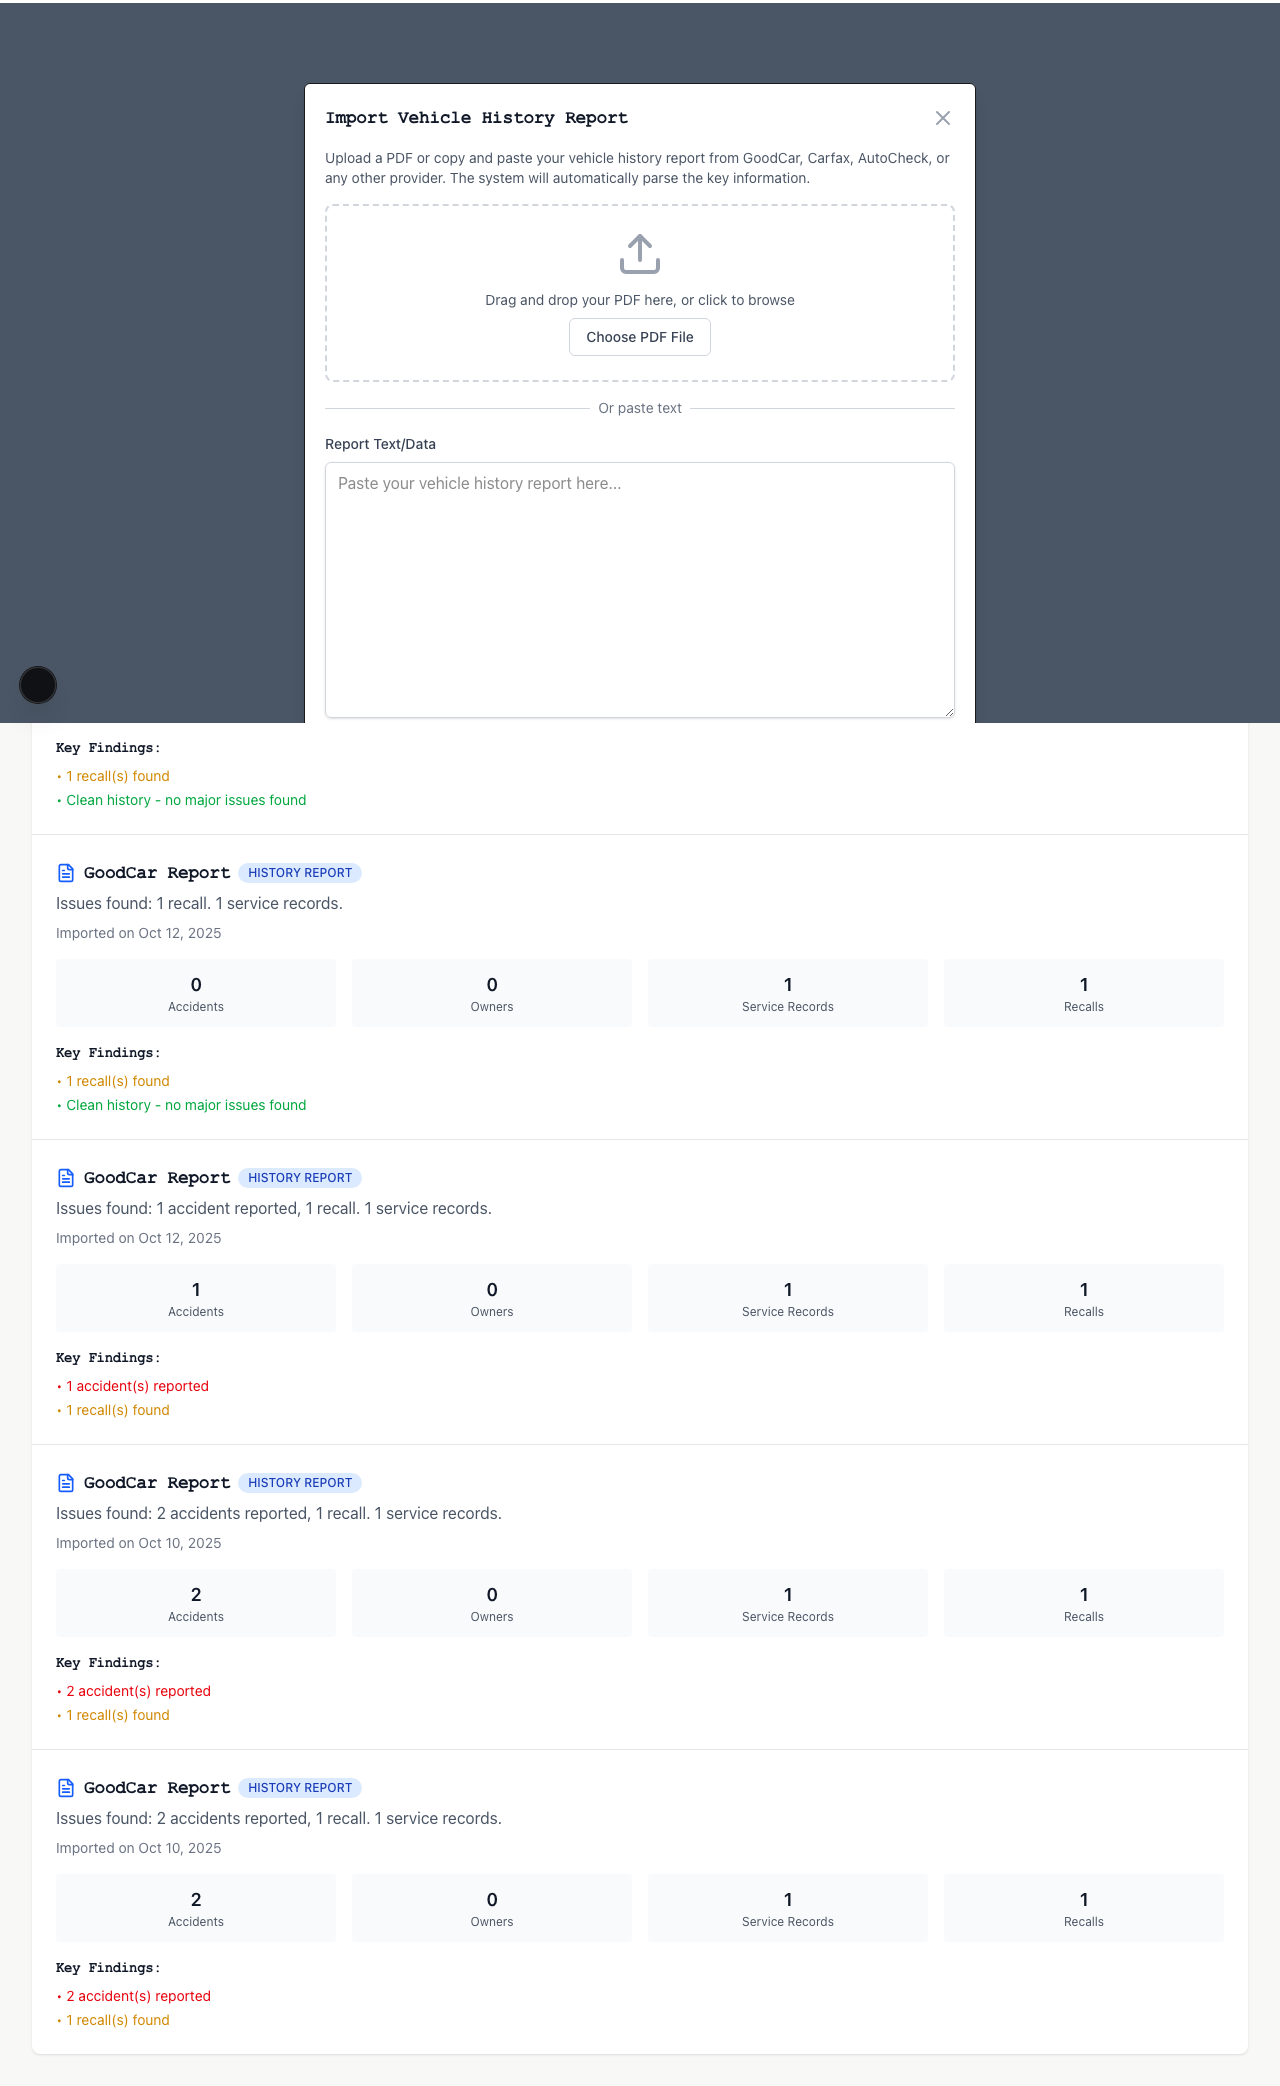 Import Vehicle History Report
Upload a PDF or copy and paste your vehicle history report from GoodCar, Carfax, AutoCheck, or
any other provider. The system will automatically parse the key information.
Drag and drop your PDF here, or click to browse
Choose PDF File
Or paste text
Report Text/Data
Paste your vehicle history report here...
Key Findings:
• 1 recall(s) found
• Clean history - no major issues found
GoodCar Report HISTORY REPORT
Issues found: 1 recall. 1 service records.
Imported on Oct 12, 2025
0 0 1 1
Accidents Owners Service Records Recalls
Key Findings:
• 1 recall(s) found
• Clean history - no major issues found
GoodCar Report HISTORY REPORT
Issues found: 1 accident reported, 1 recall. 1 service records.
Imported on Oct 12, 2025
1 0 1 1
Accidents Owners Service Records Recalls
Key Findings:
• 1 accident(s) reported
• 1 recall(s) found
GoodCar Report HISTORY REPORT
Issues found: 2 accidents reported, 1 recall. 1 service records.
Imported on Oct 10, 2025
2 0 1 1
Accidents Owners Service Records Recalls
Key Findings:
• 2 accident(s) reported
• 1 recall(s) found
GoodCar Report HISTORY REPORT
Issues found: 2 accidents reported, 1 recall. 1 service records.
Imported on Oct 10, 2025
2 0 1 1
Accidents Owners Service Records Recalls
Key Findings:
• 2 accident(s) reported
• 1 recall(s) found